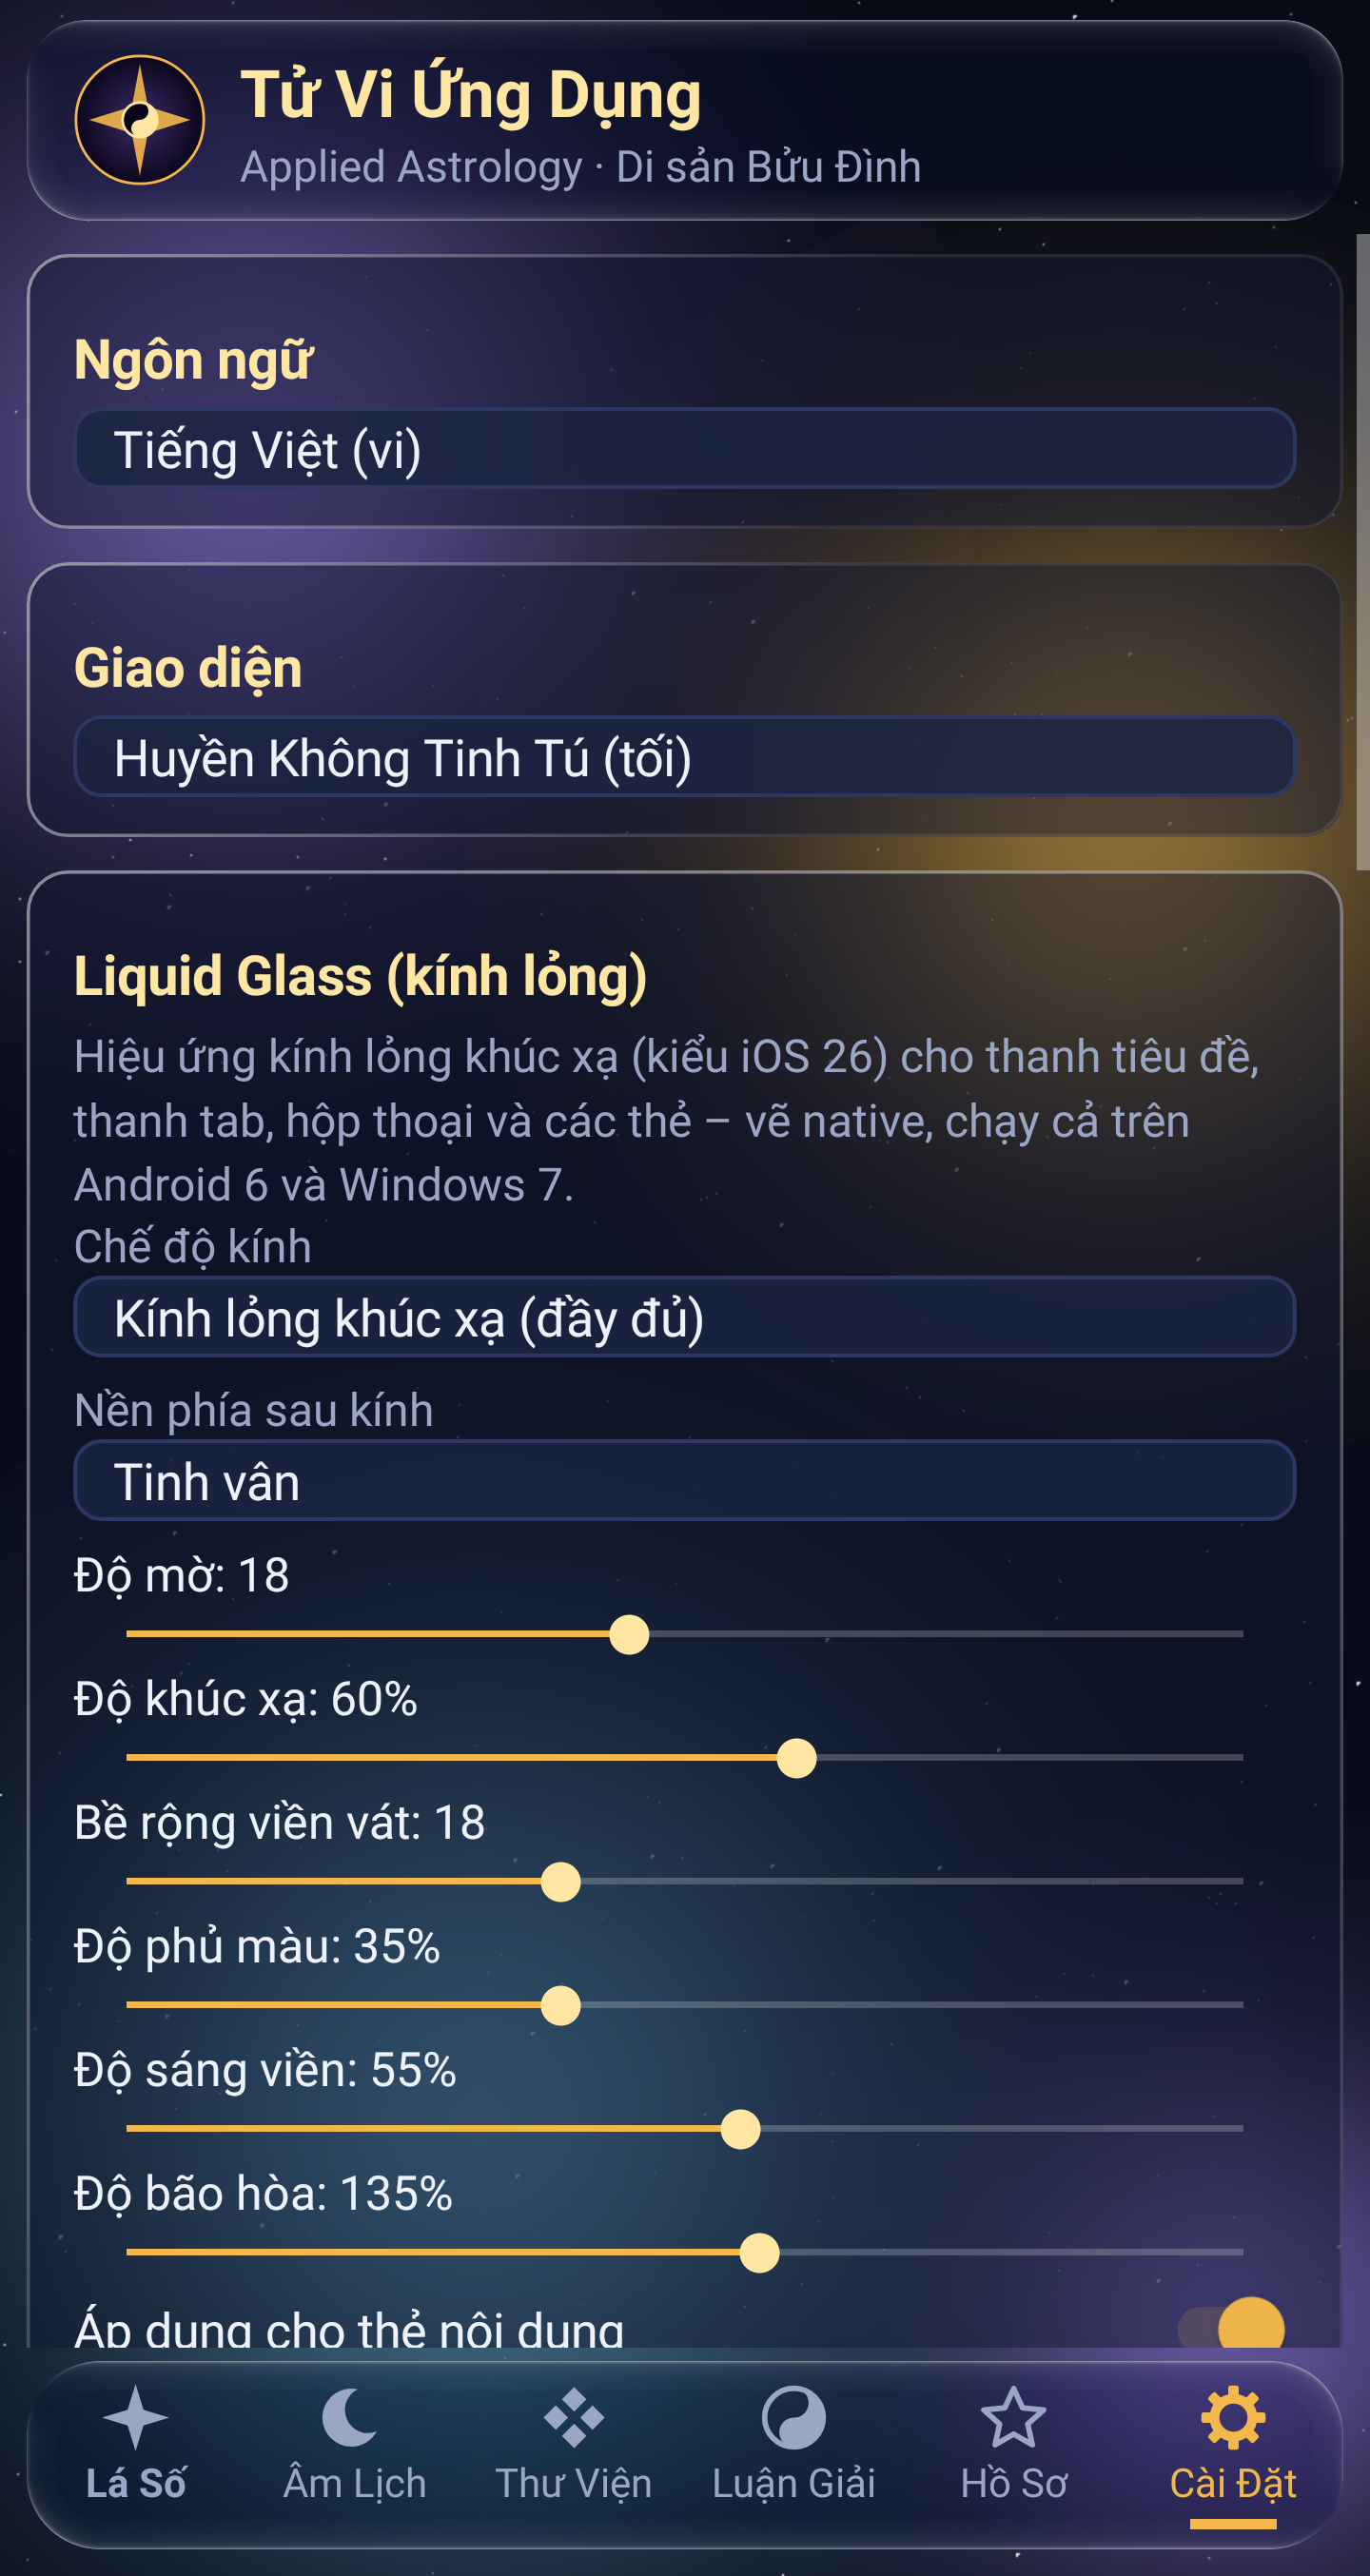 Tử Vi Ứng Dụng
Applied Astrology · Di sản Bửu Đình
Ngôn ngữ
Tiếng Việt (vi)
Giao diện
Huyền Không Tinh Tú (tối)
Liquid Glass (kính lỏng)
Hiệu ứng kính lỏng khúc xạ (kiểu iOS 26) cho thanh tiêu đề,
thanh tab, hộp thoại và các thẻ – vẽ native, chạy cả trên
Android 6 và Windows 7.
Chế độ kính
Kính lỏng khúc xạ (đầy đủ)
Nền phía sau kính
Tinh vân
Độ mờ: 18
Độ khúc xạ: 60%
Bề rộng viền vát: 18
Độ phủ màu: 35%
Độ sáng viền: 55%
Độ bão hòa: 135%
Áp dụng cho thẻ nội dung
Lá Số
Âm Lịch
Thư Viện
Luận Giải
Hồ Sơ
Cài Đặt